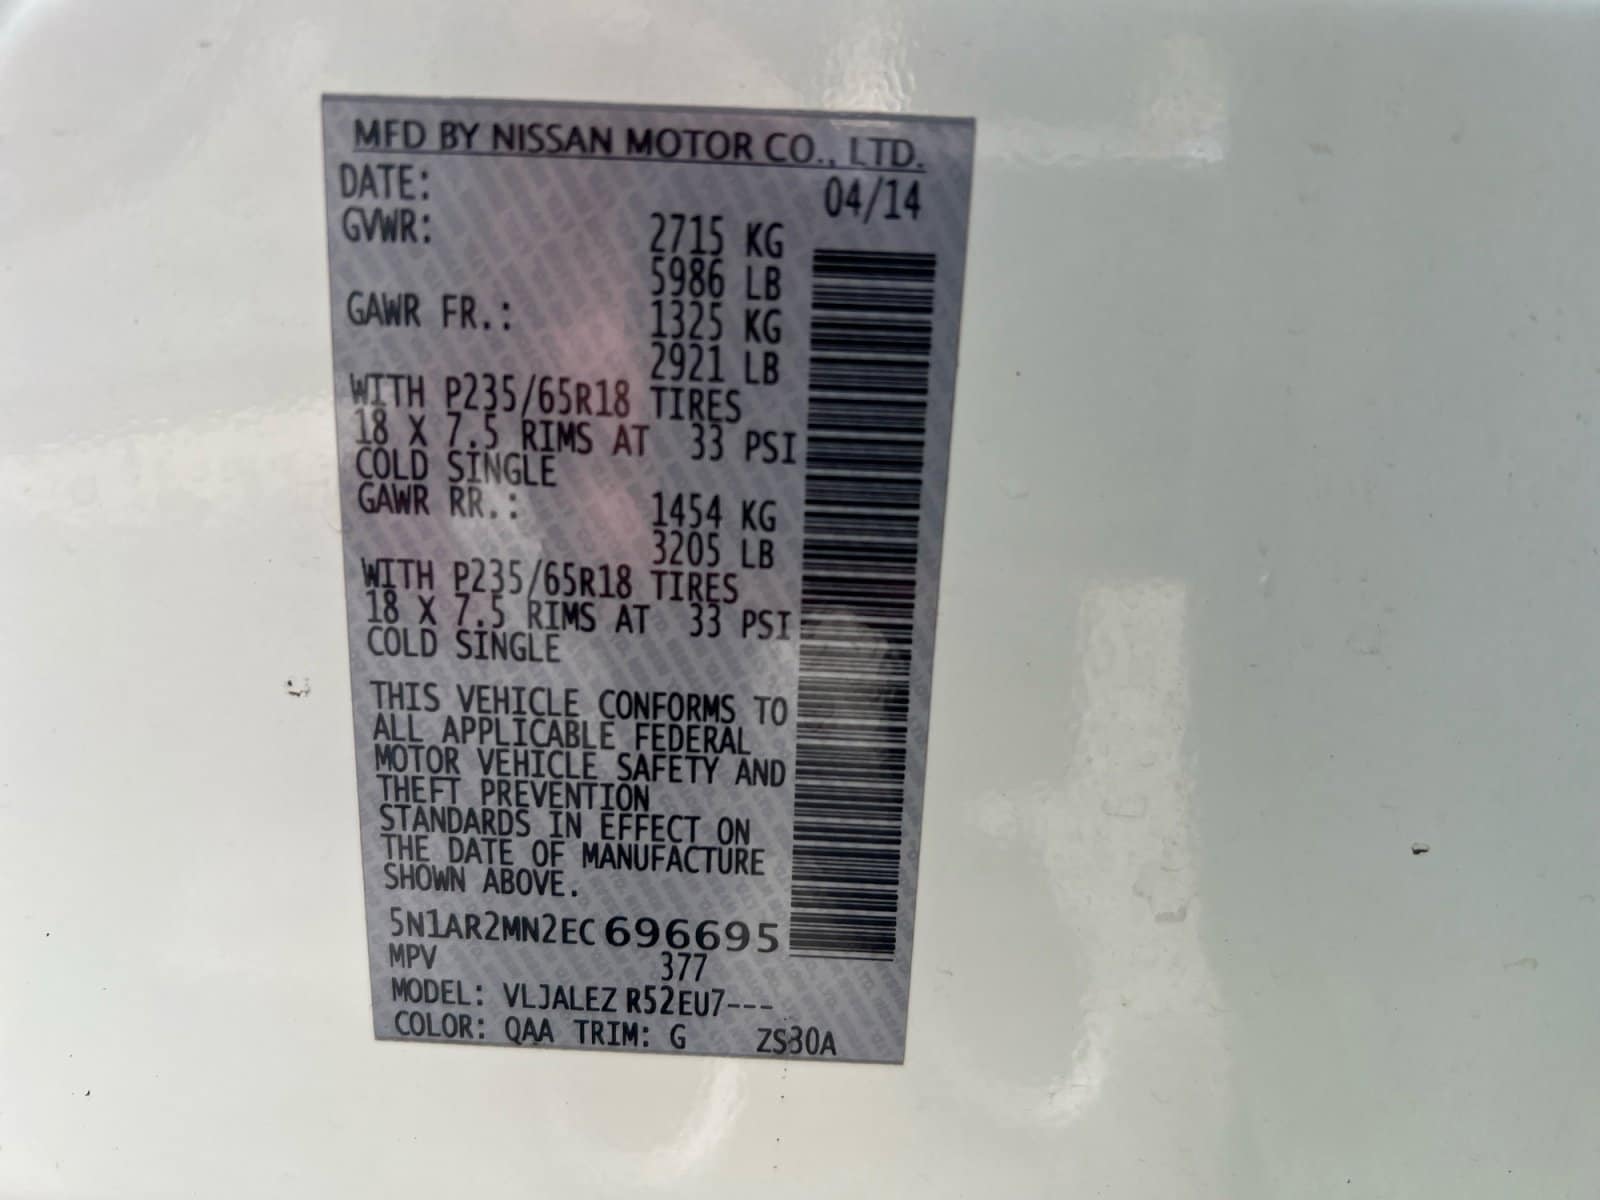 MFD BY NISSAN MOTOR CO., LTD.
DATE: 04/14
GVWR: 2715 KG
5986 LB
GAWR FR.: 1325 KG
2921 LB
WITH P235/65R18 TIRES
18 X 7.5 RIMS AT 33 PSI
COLD SINGLE
GAWR RR.: 1454 KG
3205 LB
WITH P235/65R18 TIRES
18 X 7.5 RIMS AT 33 PSI
COLD SINGLE
THIS VEHICLE CONFORMS TO
ALL APPLICABLE FEDERAL
MOTOR VEHICLE SAFETY AND
THEFT PREVENTION
STANDARDS IN EFFECT ON
THE DATE OF MANUFACTURE
SHOWN ABOVE.
5N1AR2MN2EC696695
MPV 377
MODEL: VLJALEZ R52EU7---
COLOR: QAA TRIM: G ZS30A